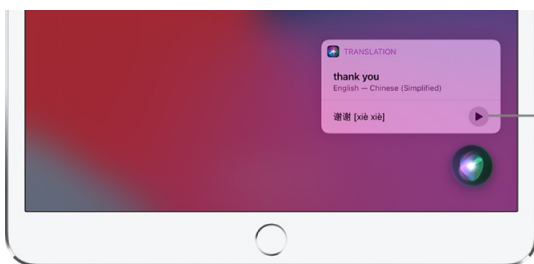 TRANSLATION
thank you
English — Chinese (Simplified)
谢谢 [xiè xiè]